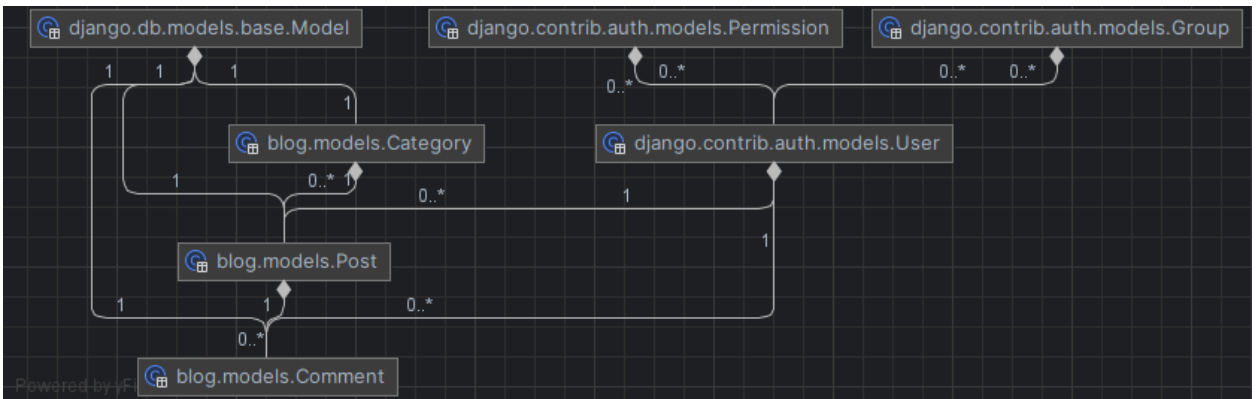 django.db.models.base.Model django.contrib.auth.models.Permission django.contrib.auth.models.Group
1 1 1 0..* 0..* 0..*
0..*
1
blog.models.Category django.contrib.auth.models.User
1 0..* 1 0..* 1
1
blog.models.Post
1 1 0..*
0..*
blog.models.Comment
Powered by yFi